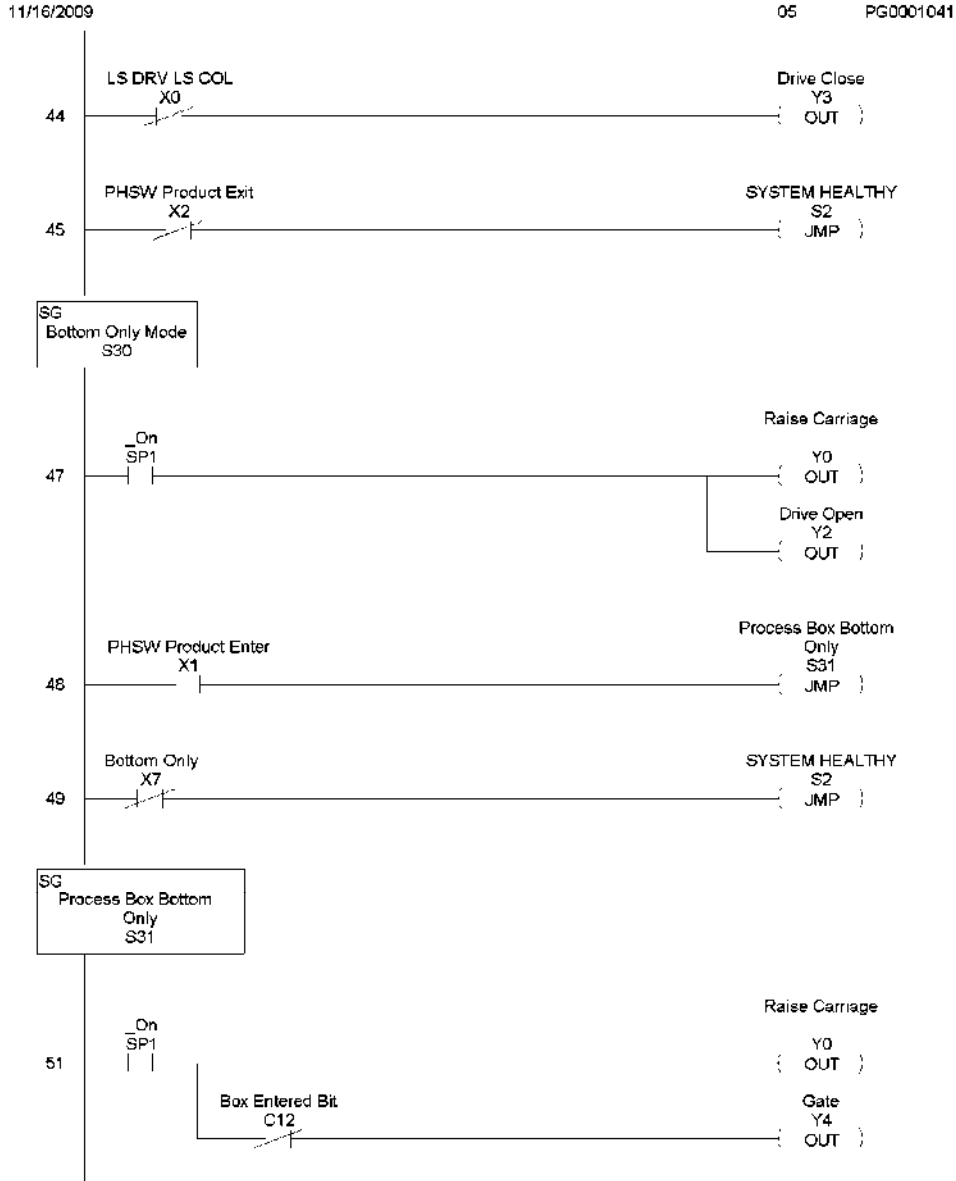 11/16/2009 05 PG0001041
LS DRV LS COL Drive Close
X0 Y3
44 OUT
PHSW Product Exit SYSTEM HEALTHY
X2 S2
45 JMP
SG
Bottom Only Mode
S30
Raise Carriage
_On
SP1 Y0
47 OUT
Drive Open
Y2
OUT
Process Box Bottom
PHSW Product Enter Only
X1 S31
48 JMP
Bottom Only SYSTEM HEALTHY
X7 S2
49 JMP
SG
Process Box Bottom
Only
S31
Raise Carriage
_On
SP1 Y0
51 OUT
Box Entered Bit Gate
C12 Y4
OUT